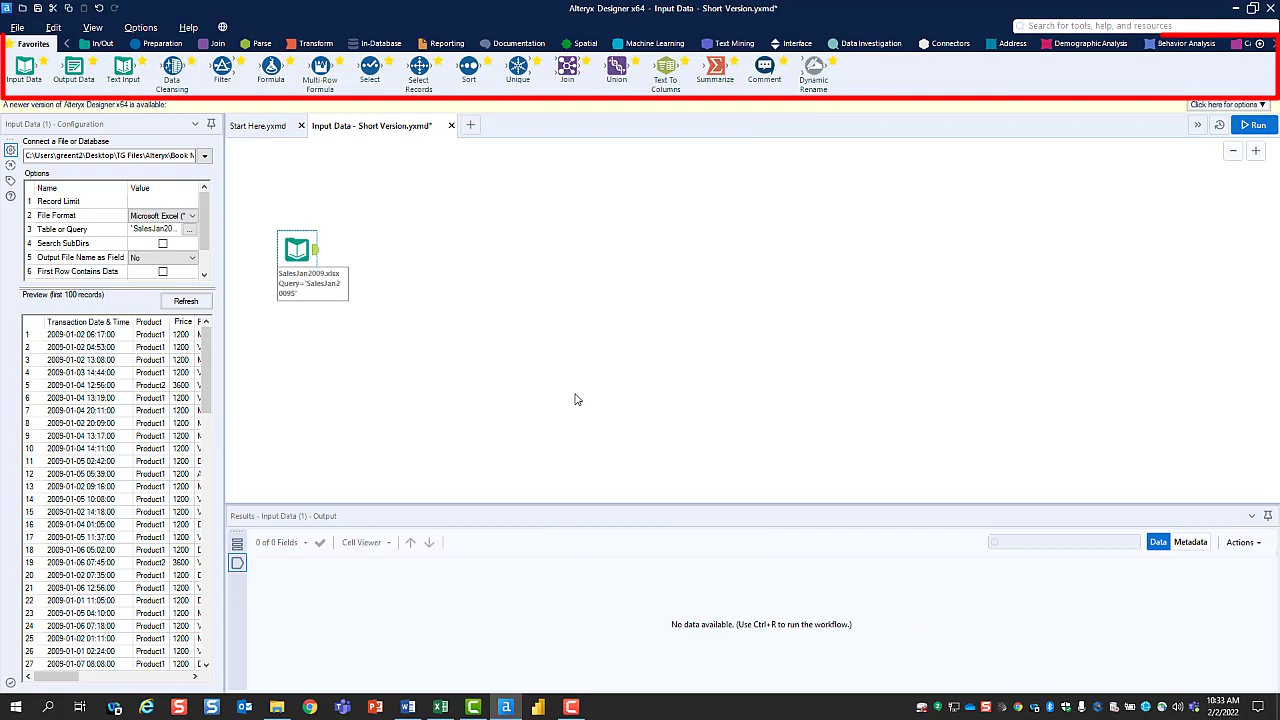 Alteryx Designer x64 - Input Data - Short Version.yxmd*
File Edit View Options Help
Search for tools, help, and resources
Favorites In/Out Preparation Join Parse Transform In-Database Reporting Documentation Spatial Machine Learning Text Mining Interface Data Investigation Connectors Address Demographic Analysis Behavior Analysis
Input Data Output Data Text Input Data Cleansing Filter Formula Multi-Row Formula Select Select Records Sort Unique Join Union Text To Columns Summarize Comment Dynamic Rename
A newer version of Alteryx Designer x64 is available:
Click here for options ▼
Input Data (1) - Configuration
Start Here.yxmd
Input Data - Short Version.yxmd*
Run
Connect a File or Database
C:\Users\greent2\Desktop\TG Files\Alteryx\Book N
Options
Name Value
1 Record Limit
2 File Format Microsoft Excel (*
3 Table or Query `SalesJan20... ...
4 Search SubDirs
5 Output File Name as Field No
6 First Row Contains Data
SalesJan2009.xlsx
Query=`SalesJan2
009$`
Preview (first 100 records)
Refresh
Transaction Date & Time Product Price
1 2009-01-02 06:17:00 Product1 1200
2 2009-01-02 04:53:00 Product1 1200
3 2009-01-02 13:08:00 Product1 1200
4 2009-01-03 14:44:00 Product1 1200
5 2009-01-04 12:56:00 Product2 3600
6 2009-01-04 13:19:00 Product1 1200
7 2009-01-04 20:11:00 Product1 1200
8 2009-01-02 20:09:00 Product1 1200
9 2009-01-04 13:17:00 Product1 1200
10 2009-01-04 14:11:00 Product1 1200
11 2009-01-05 02:42:00 Product1 1200
12 2009-01-05 05:39:00 Product1 1200
13 2009-01-02 09:16:00 Product1 1200
14 2009-01-05 10:08:00 Product1 1200
15 2009-01-02 14:18:00 Product1 1200
16 2009-01-04 01:05:00 Product1 1200
17 2009-01-05 11:37:00 Product1 1200
18 2009-01-06 05:02:00 Product1 1200
19 2009-01-06 07:45:00 Product2 3600
20 2009-01-02 07:35:00 Product1 1200
21 2009-01-06 12:56:00 Product1 1200
22 2009-01-01 11:05:00 Product1 1200
23 2009-01-05 04:10:00 Product1 1200
24 2009-01-06 07:18:00 Product1 1200
25 2009-01-02 01:11:00 Product1 1200
26 2009-01-01 02:24:00 Product1 1200
27 2009-01-07 08:08:00 Product1 1200
Results - Input Data (1) - Output
0 of 0 Fields Cell Viewer Data Metadata Actions
No data available. (Use Ctrl+R to run the workflow.)
10:33 AM
2/2/2022